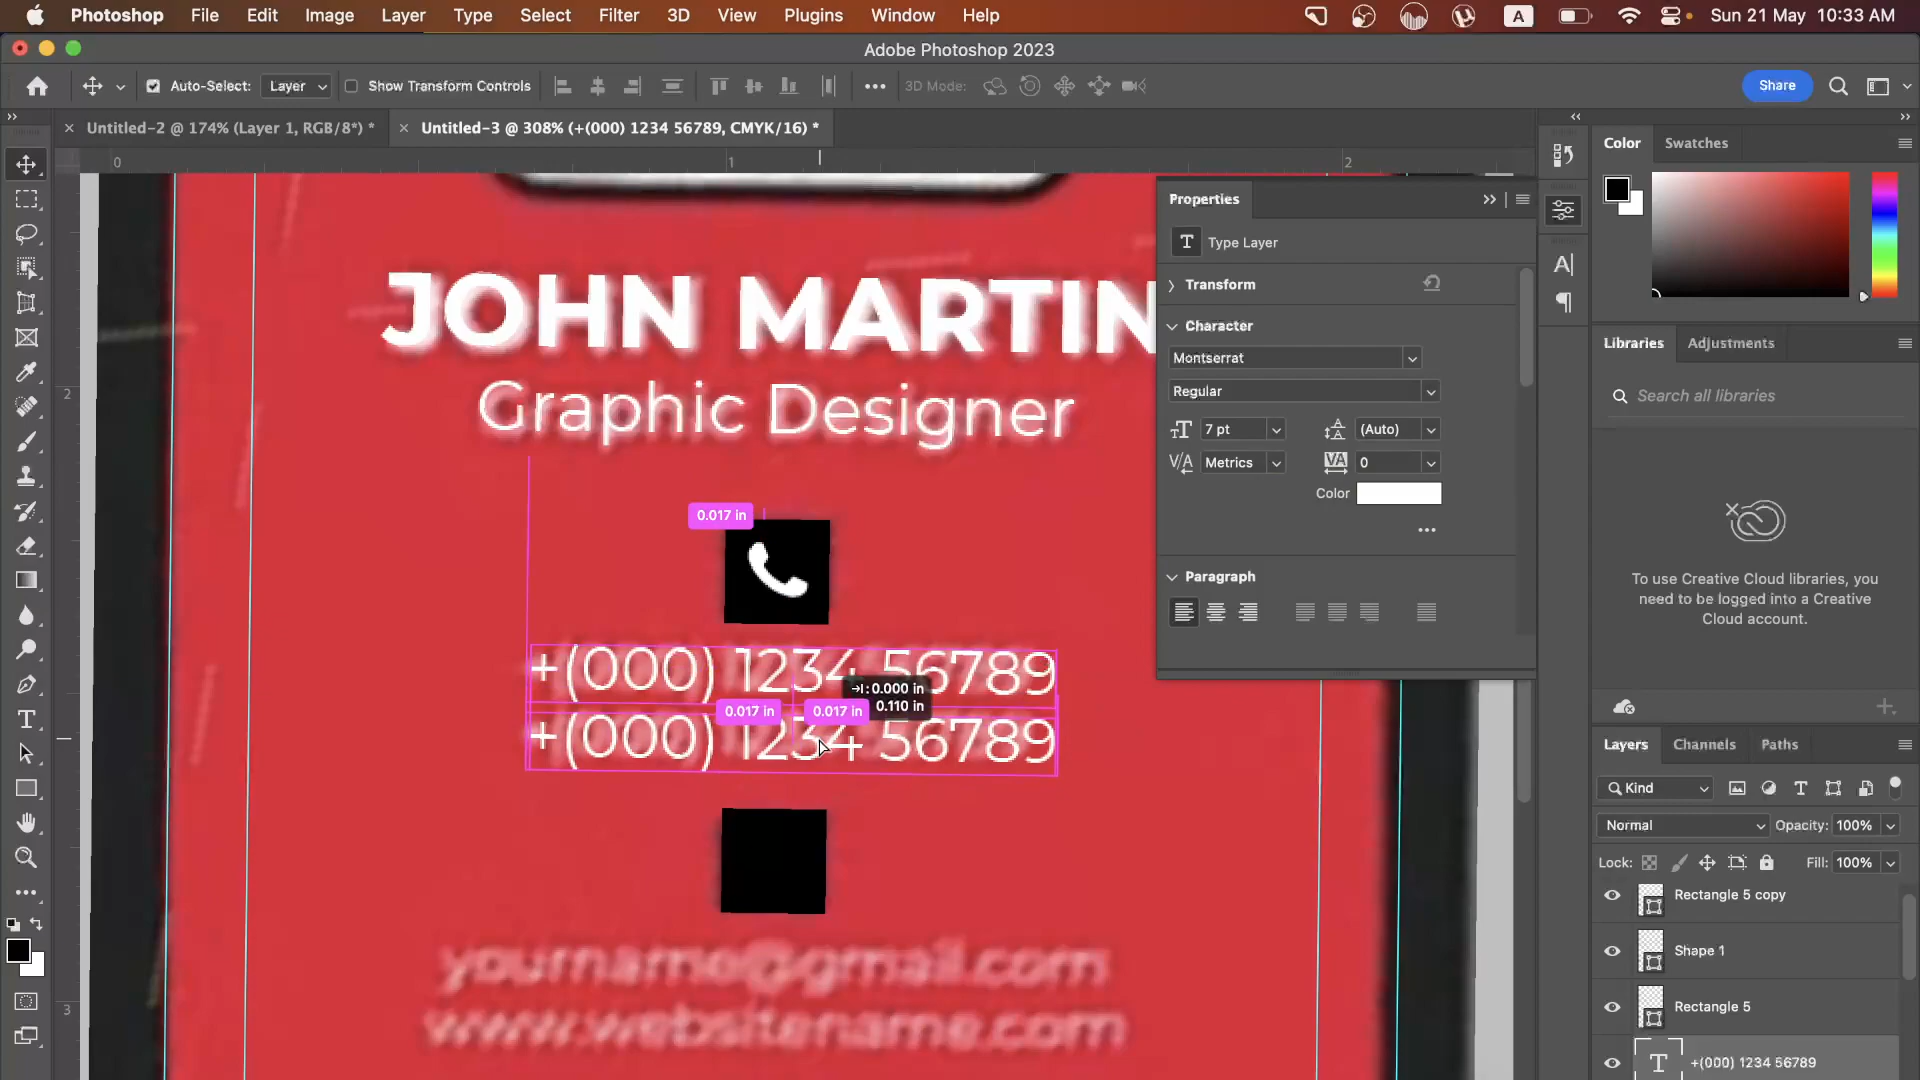 Photoshop File Edit Image Layer Type Select Filter 3D View Plugins Window Help A Sun 21 May 10:33 AM
Adobe Photoshop 2023
Auto-Select: Layer Show Transform Controls 3D Mode: Share
Untitled-2 @ 174% (Layer 1, RGB/8*) * Untitled-3 @ 308% (+(000) 1234 56789, CMYK/16) *
0 1 2
2
3
JOHN MARTIN
Graphic Designer
0.017 in
+(000) 1234 56789
0.000 in
0.110 in
0.017 in 0.017 in
+(000) 1234 56789
yourname@gmail.com
www.websitename.com
Properties
T Type Layer
Transform
Character
Montserrat
Regular
7 pt (Auto)
Metrics 0
Color
Paragraph
Color Swatches
Libraries Adjustments
Search all libraries
To use Creative Cloud libraries, you
need to be logged into a Creative
Cloud account.
Layers Channels Paths
Kind
Normal Opacity: 100%
Lock: Fill: 100%
Rectangle 5 copy
Shape 1
Rectangle 5
T +(000) 1234 56789